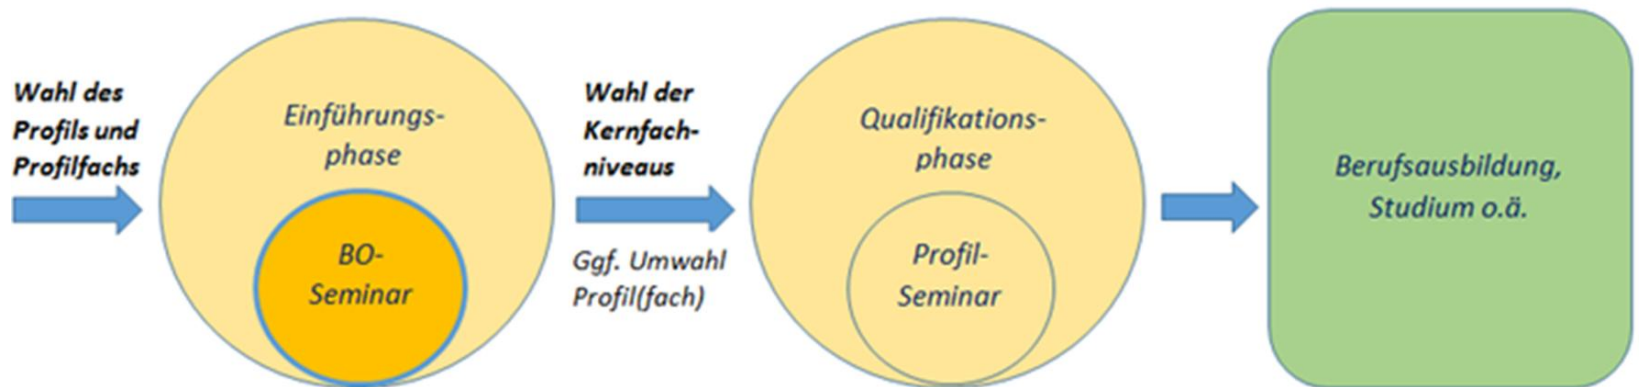 Wahl des
Profils und
Profilfachs
Einführungs-
phase
BO-
Seminar
Wahl der
Kernfach-
niveaus
Ggf. Umwahl
Profil(fach)
Qualifikations-
phase
Profil-
Seminar
Berufsausbildung,
Studium o.ä.